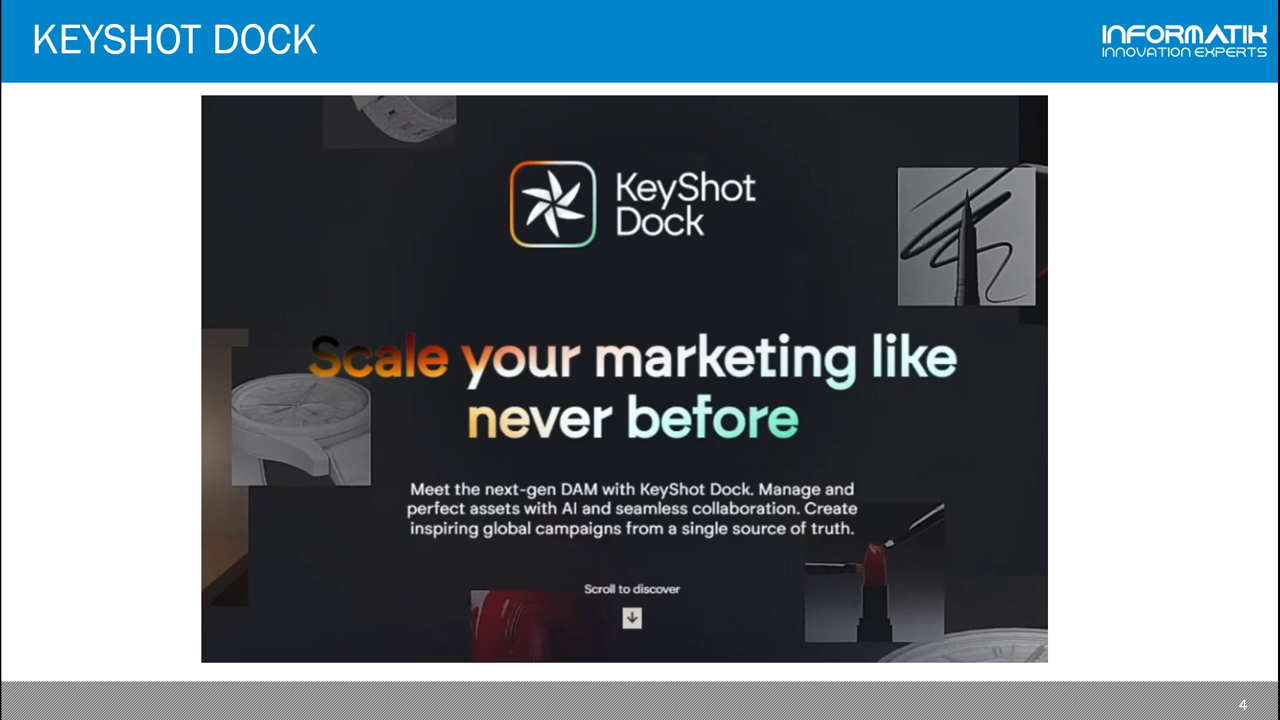 KEYSHOT DOCK
INFORMATIK
INNOVATION EXPERTS
KeyShot
Dock
Scale your marketing like
never before
Meet the next-gen DAM with KeyShot Dock. Manage and
perfect assets with AI and seamless collaboration. Create
inspiring global campaigns from a single source of truth.
Scroll to discover
4